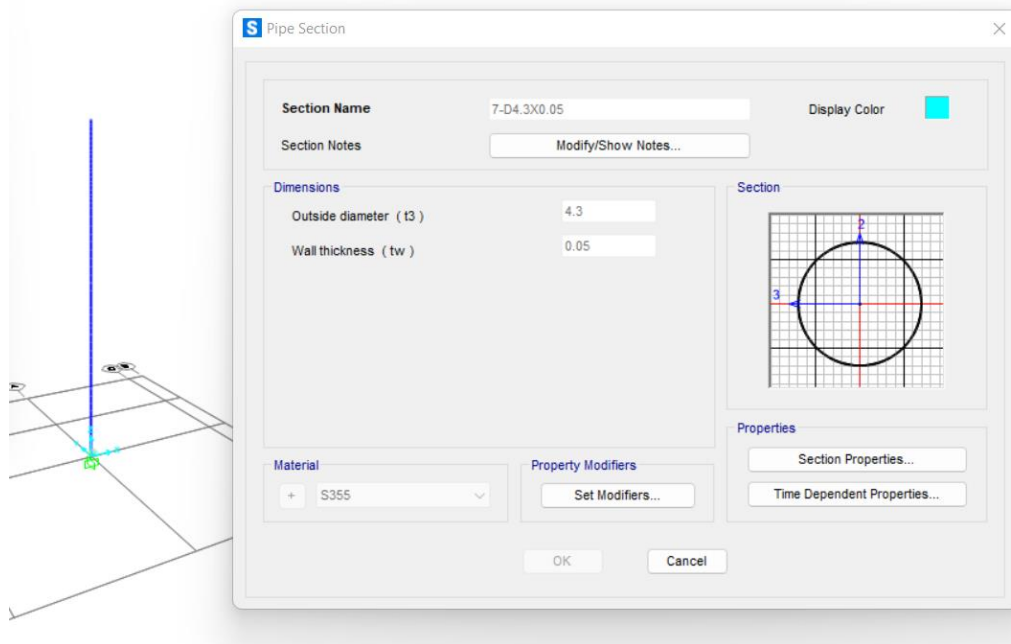 S Pipe Section
Section Name 7-D4.3X0.05 Display Color
Section Notes Modify/Show Notes...
Dimensions
Outside diameter ( t3 ) 4.3
Wall thickness ( tw ) 0.05
Section
2
3
Properties
Section Properties...
Time Dependent Properties...
Material
+ S355
Property Modifiers
Set Modifiers...
OK Cancel